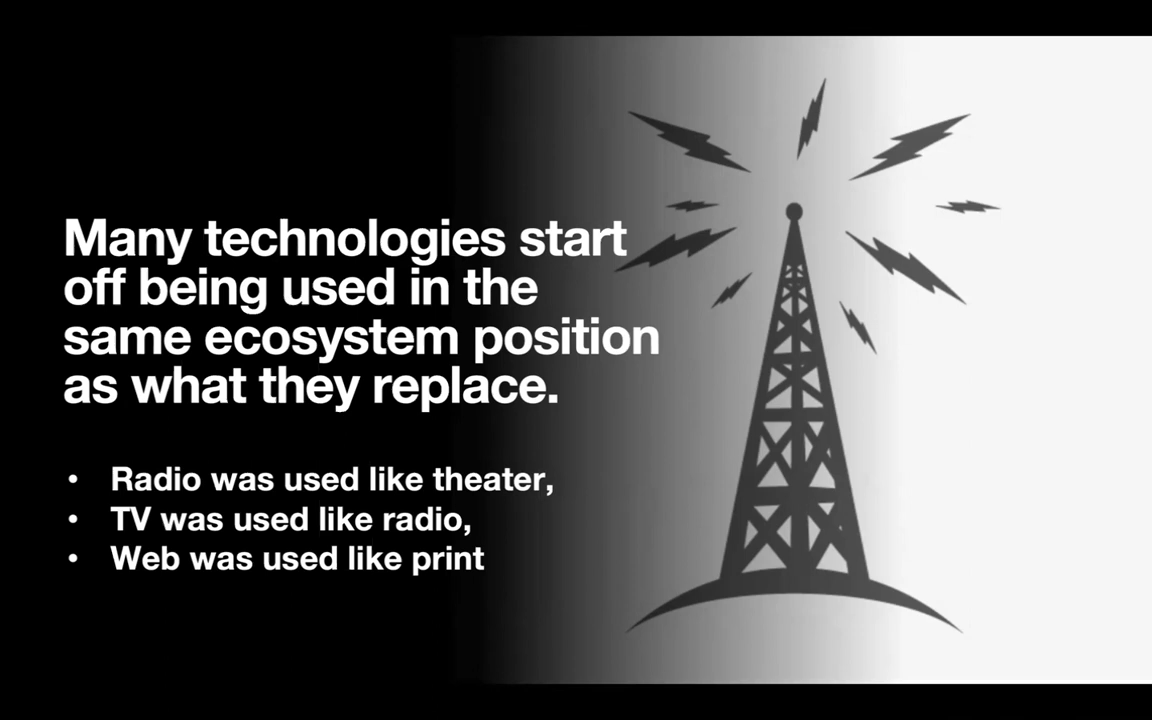 Many technologies start
off being used in the
same ecosystem position
as what they replace.
• Radio was used like theater,
• TV was used like radio,
• Web was used like print